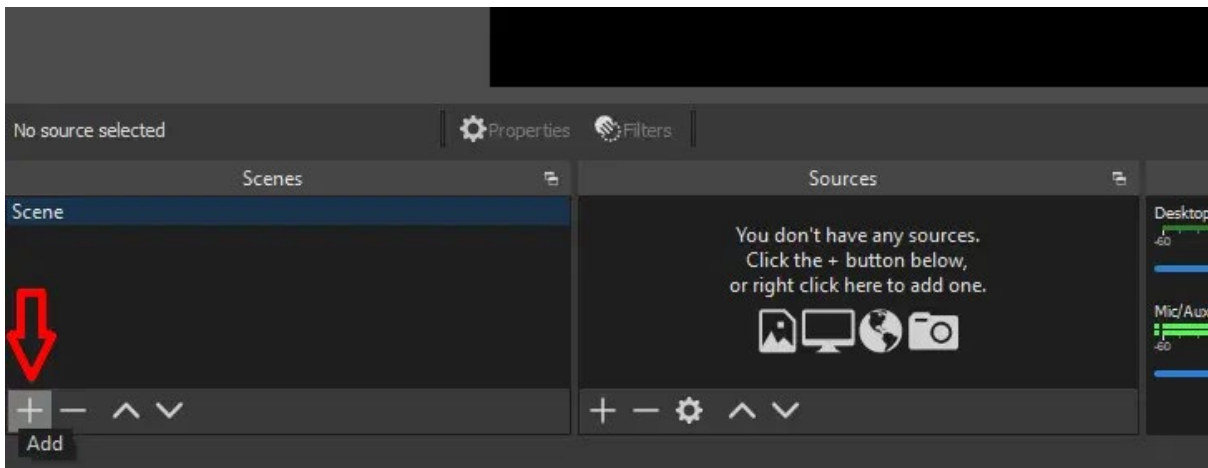 No source selected
Properties
Filters
Scenes
Sources
Scene
You don't have any sources.
Click the + button below,
or right click here to add one.
Desktop
-60
Mic/Aux
-60
Add